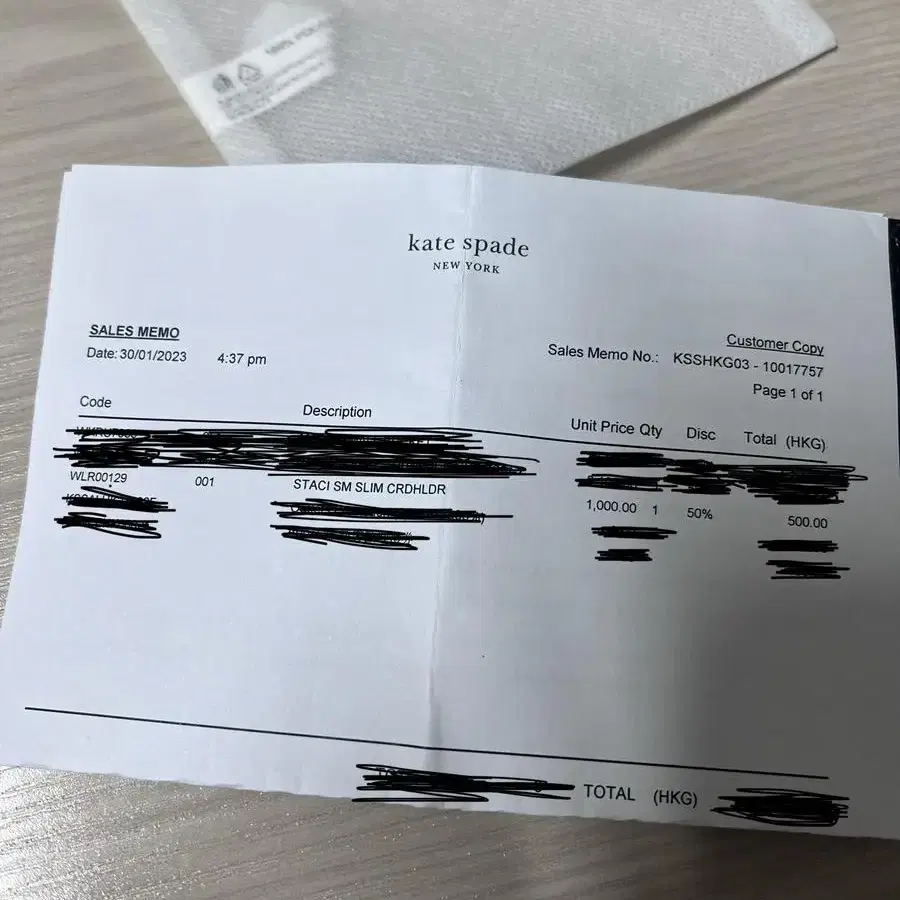 100%
kate spade
NEW YORK
SALES MEMO
Date: 30/01/2023 4:37 pm
Customer Copy
Sales Memo No.: KSSHKG03 - 10017757
Page 1 of 1
Code Description Unit Price Qty Disc Total (HKG)
WLR00129 001 STACI SM SLIM CRDHLDR 1,000.00 1 50% 500.00
TOTAL (HKG)